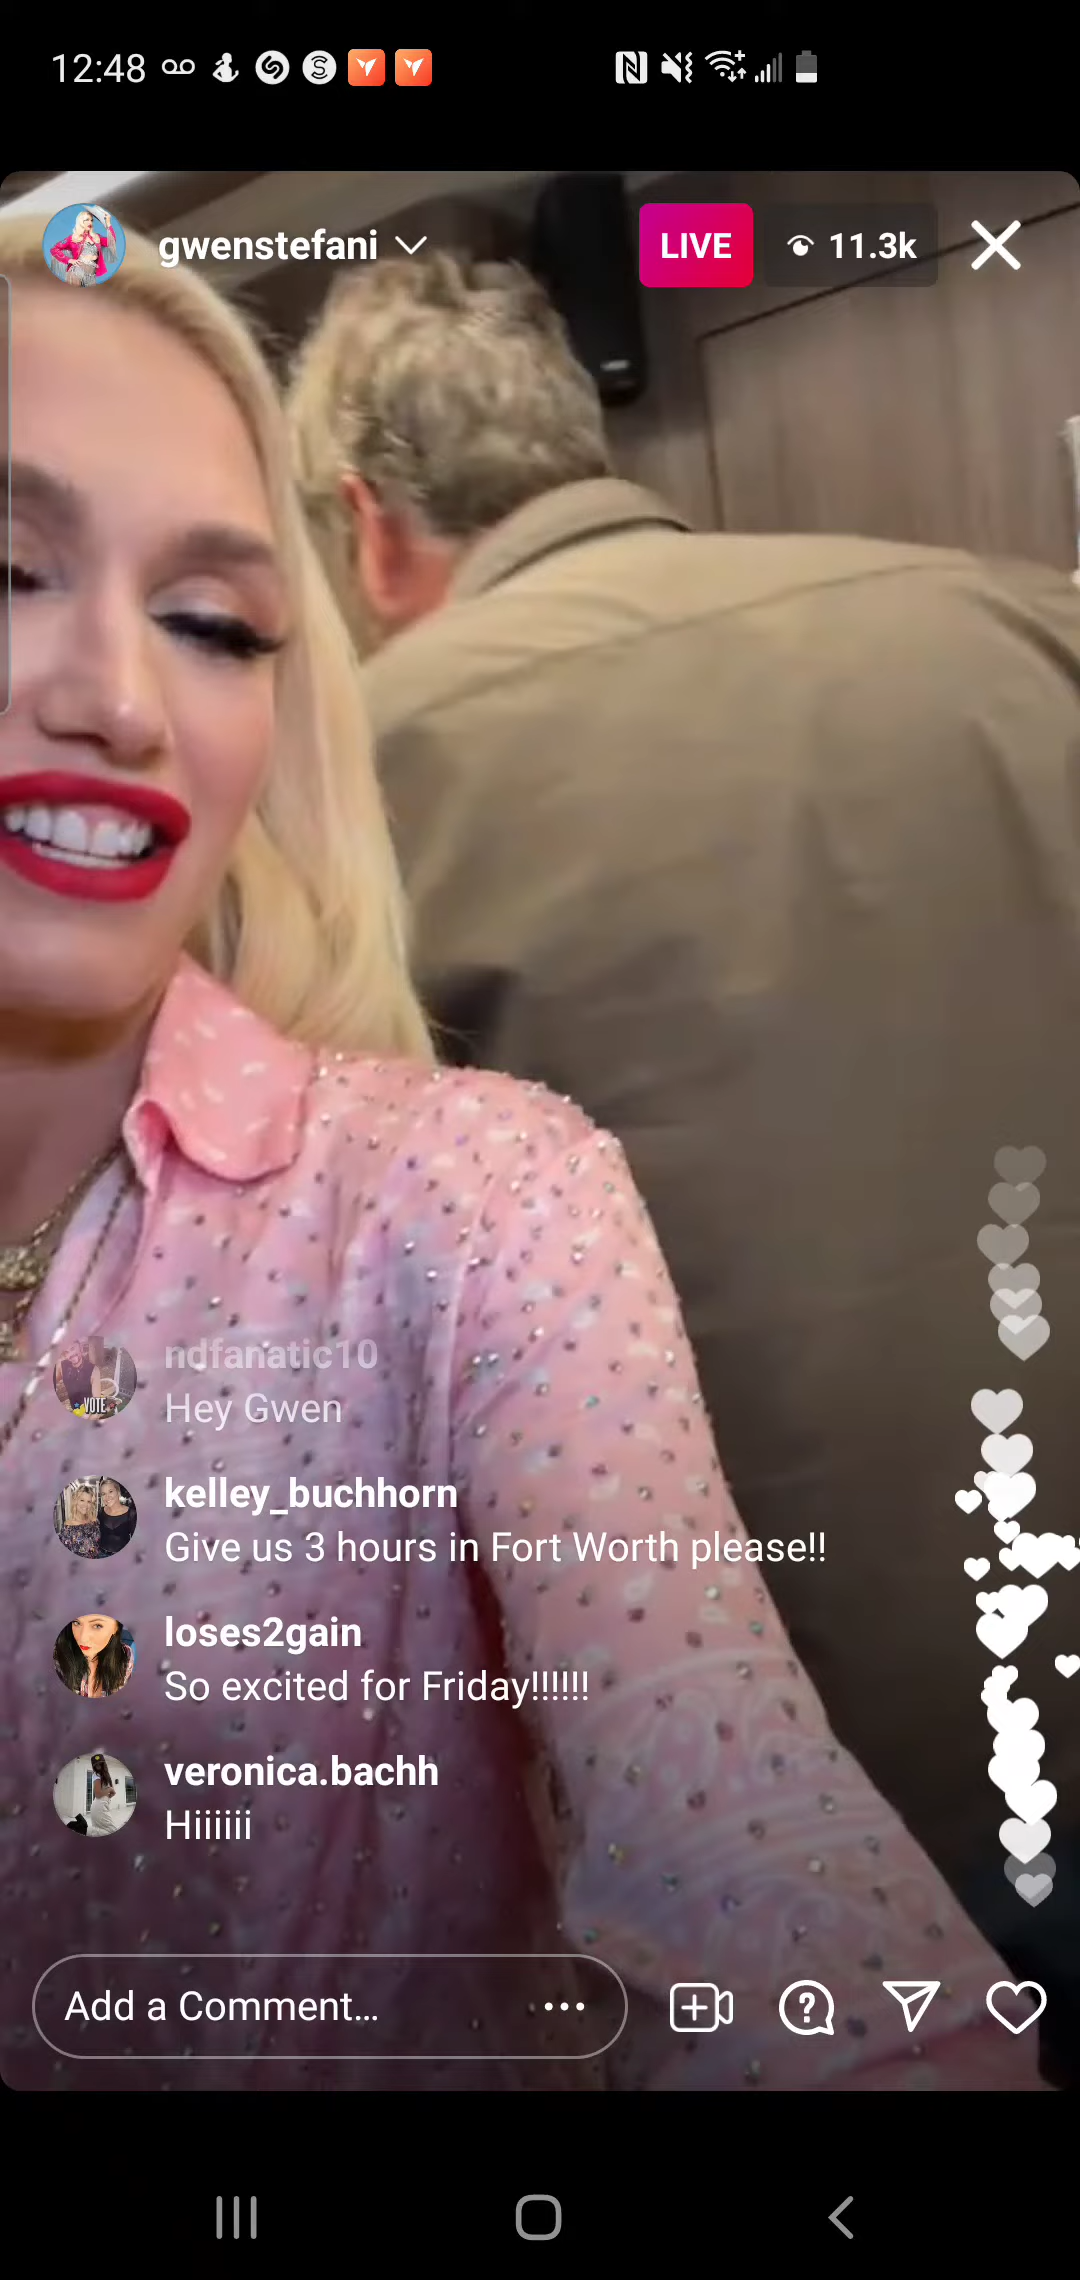 12:48
gwenstefani
LIVE
11.3k
VOTE
ndfanatic10
Hey Gwen
kelley_buchhorn
Give us 3 hours in Fort Worth please!!
loses2gain
So excited for Friday!!!!!!
veronica.bachh
Hiiiiii
Add a Comment...